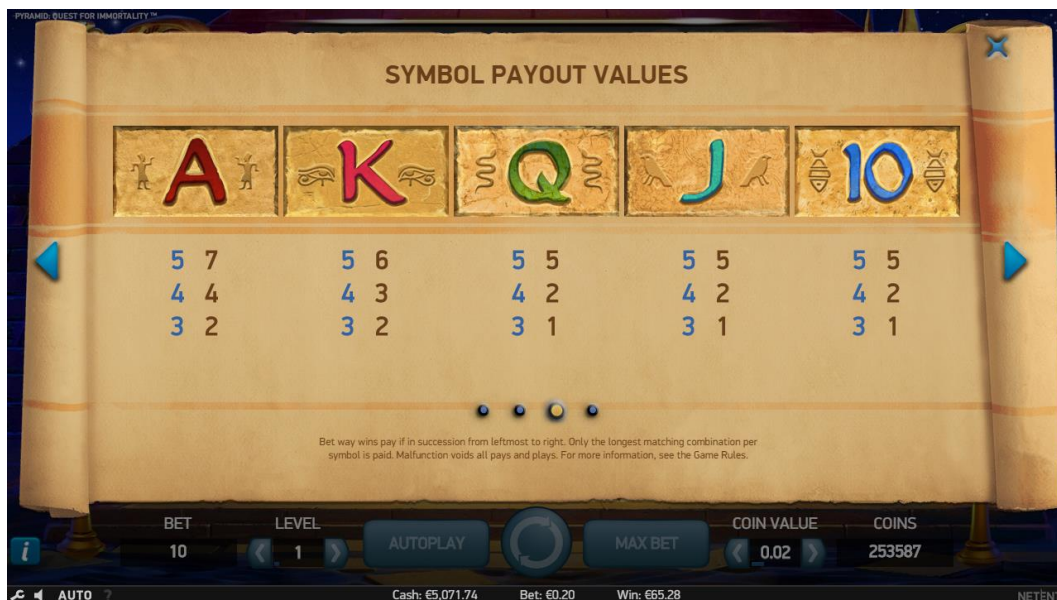 PYRAMID: QUEST FOR IMMORTALITY ™
SYMBOL PAYOUT VALUES
A K Q J 10
5 7 5 6 5 5 5 5 5 5
4 4 4 3 4 2 4 2 4 2
3 2 3 2 3 1 3 1 3 1
Bet way wins pay if in succession from leftmost to right. Only the longest matching combination per
symbol is paid. Malfunction voids all pays and plays. For more information, see the Game Rules.
BET LEVEL COIN VALUE COINS
i 10 1 AUTOPLAY MAX BET 0.02 253587
AUTO ? Cash: €5,071.74 Bet: €0.20 Win: €65.28 NETENT